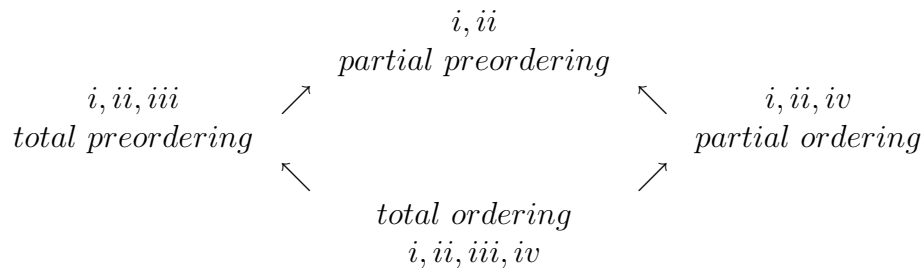 i, ii
partial preordering
i, ii, iii
total preordering
i, ii, iv
partial ordering
total ordering
i, ii, iii, iv